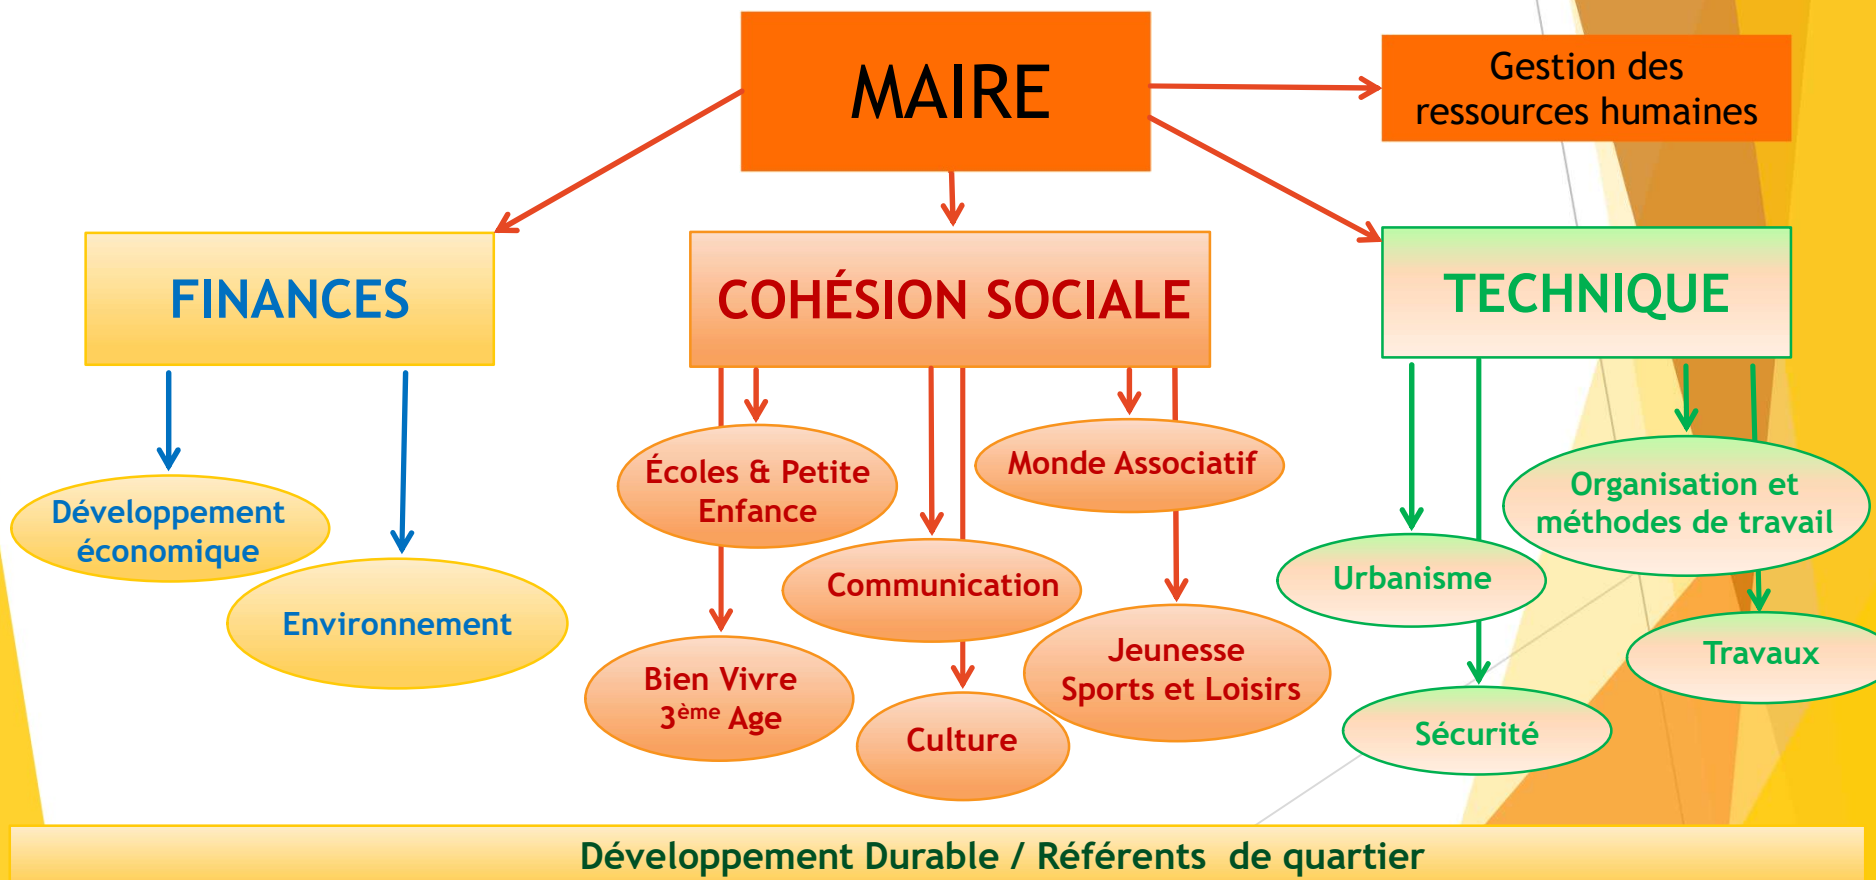 MAIRE
Gestion des
ressources humaines
FINANCES
COHÉSION SOCIALE
TECHNIQUE
Développement
économique
Environnement
Écoles & Petite
Enfance
Bien Vivre
3ème Age
Communication
Culture
Monde Associatif
Jeunesse
Sports et Loisirs
Urbanisme
Sécurité
Organisation et
méthodes de travail
Travaux
Développement Durable / Référents de quartier